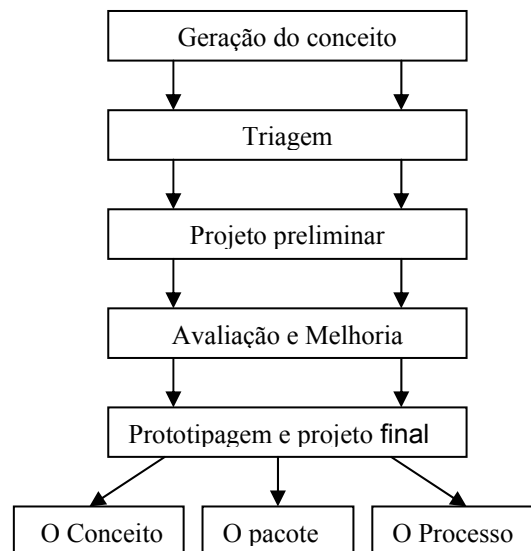 Geração do conceito
Triagem
Projeto preliminar
Avaliação e Melhoria
Prototipagem e projeto final
O Conceito
O pacote
O Processo